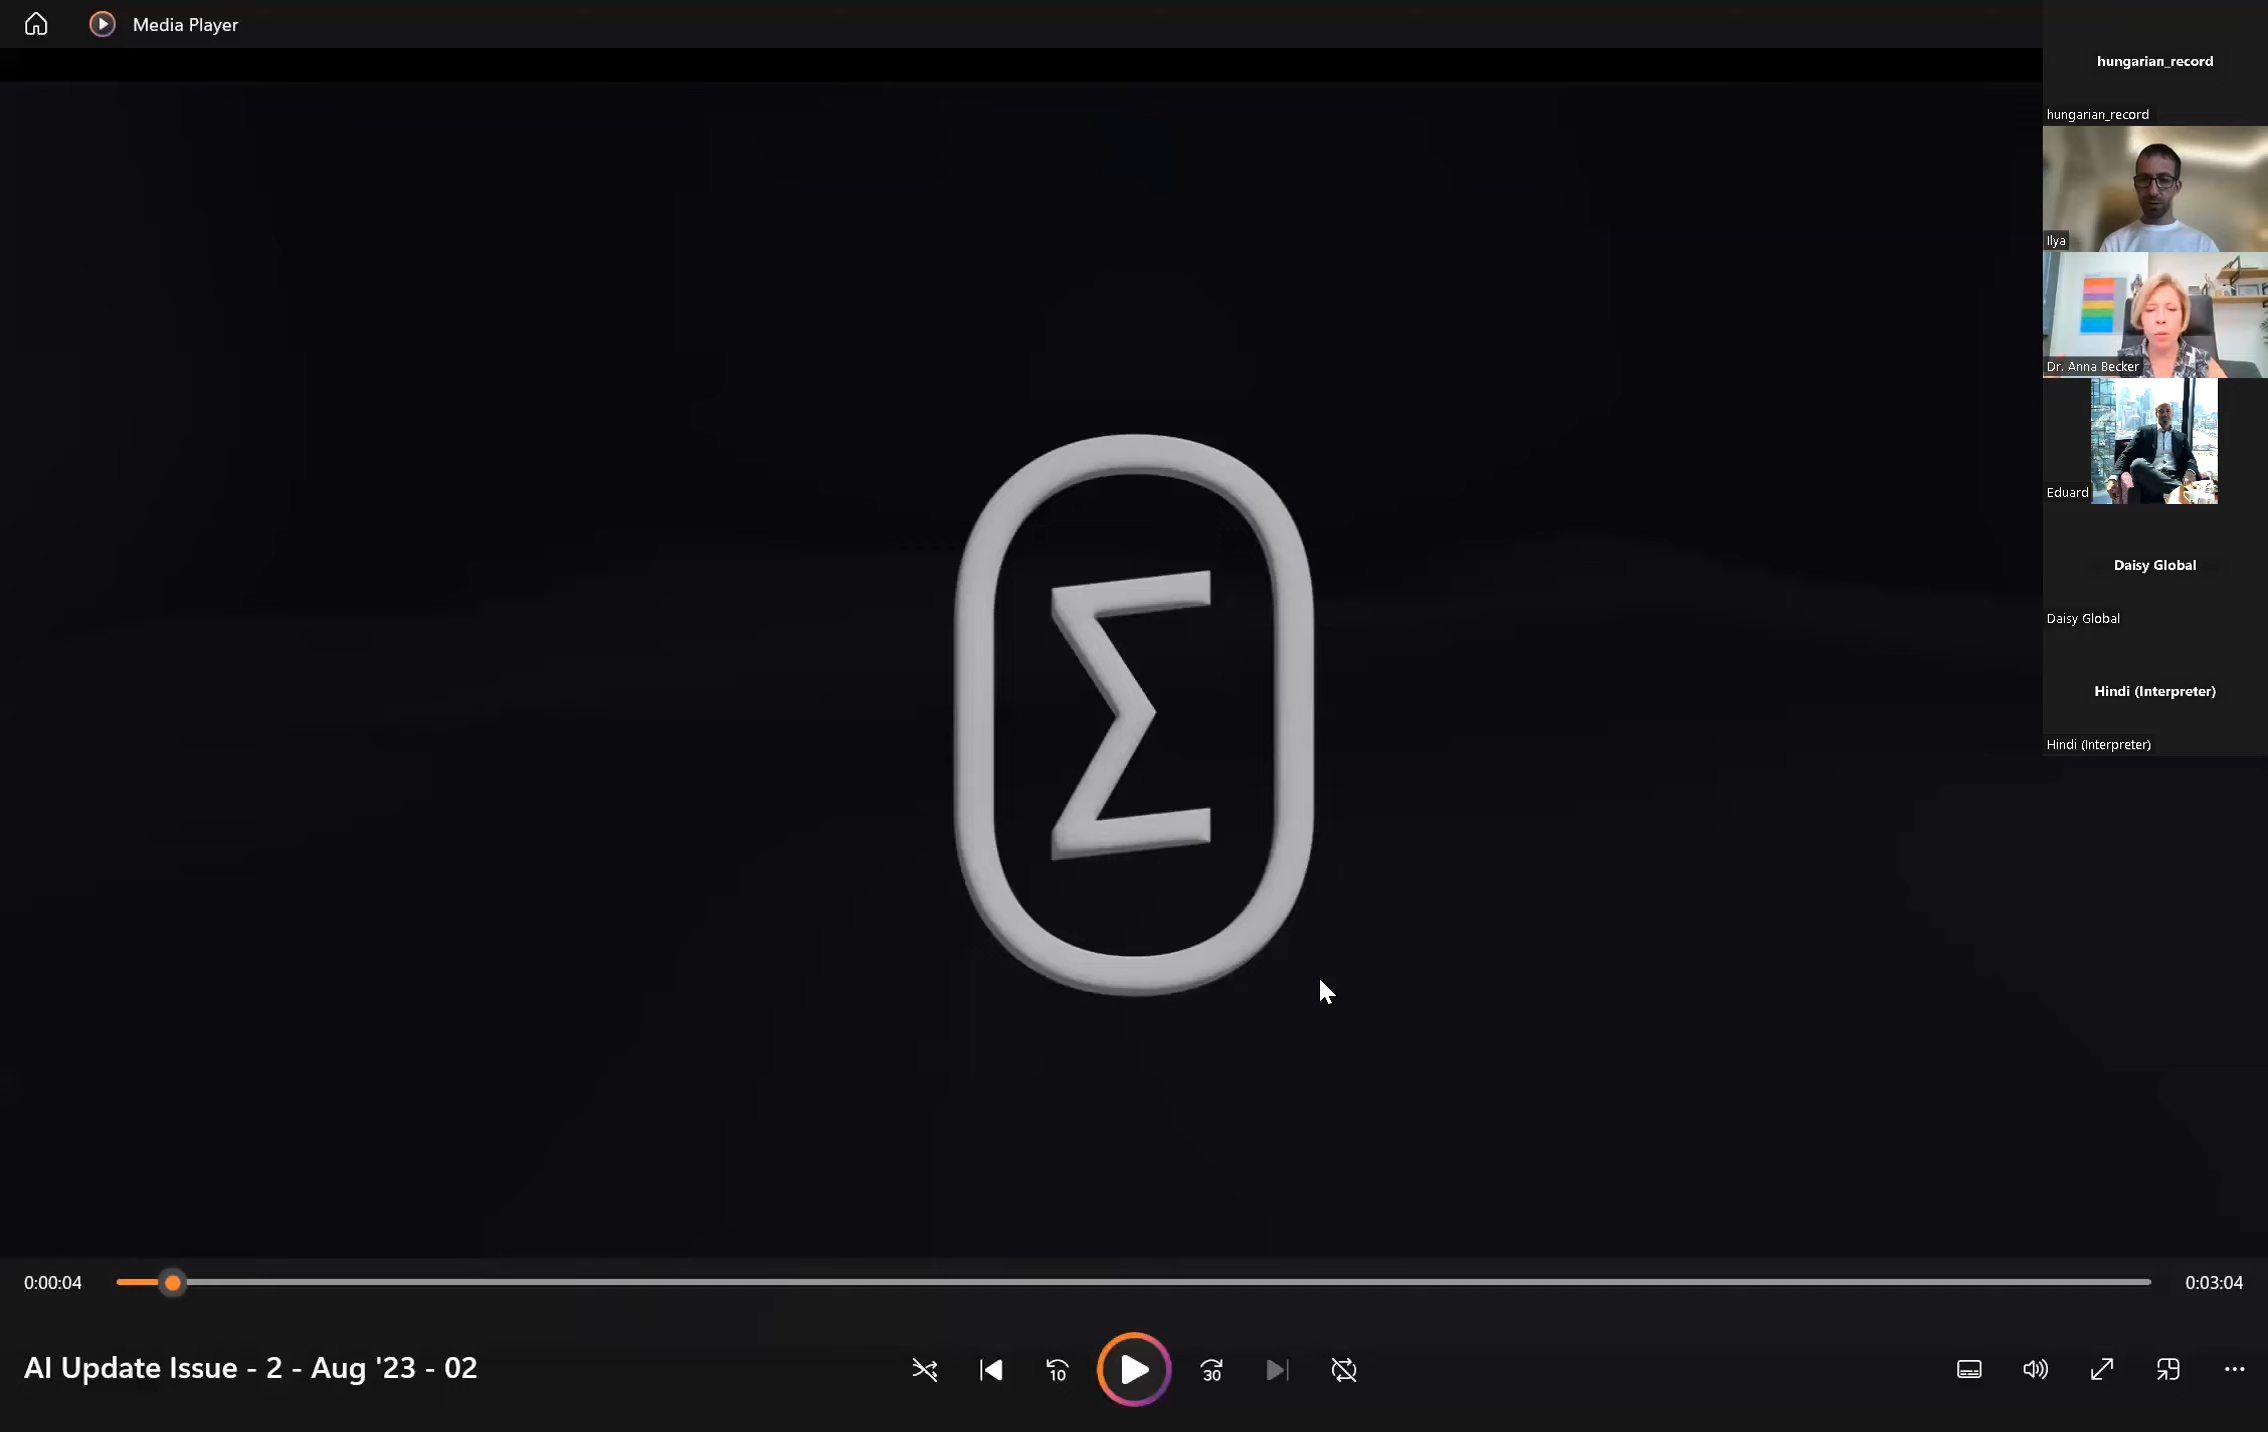 Media Player
hungarian_record
hungarian_record
Ilya
Dr. Anna Becker
Eduard
Daisy Global
Daisy Global
Hindi (Interpreter)
Hindi (Interpreter)
Σ
0:00:04
0:03:04
AI Update Issue - 2 - Aug '23 - 02
10
30